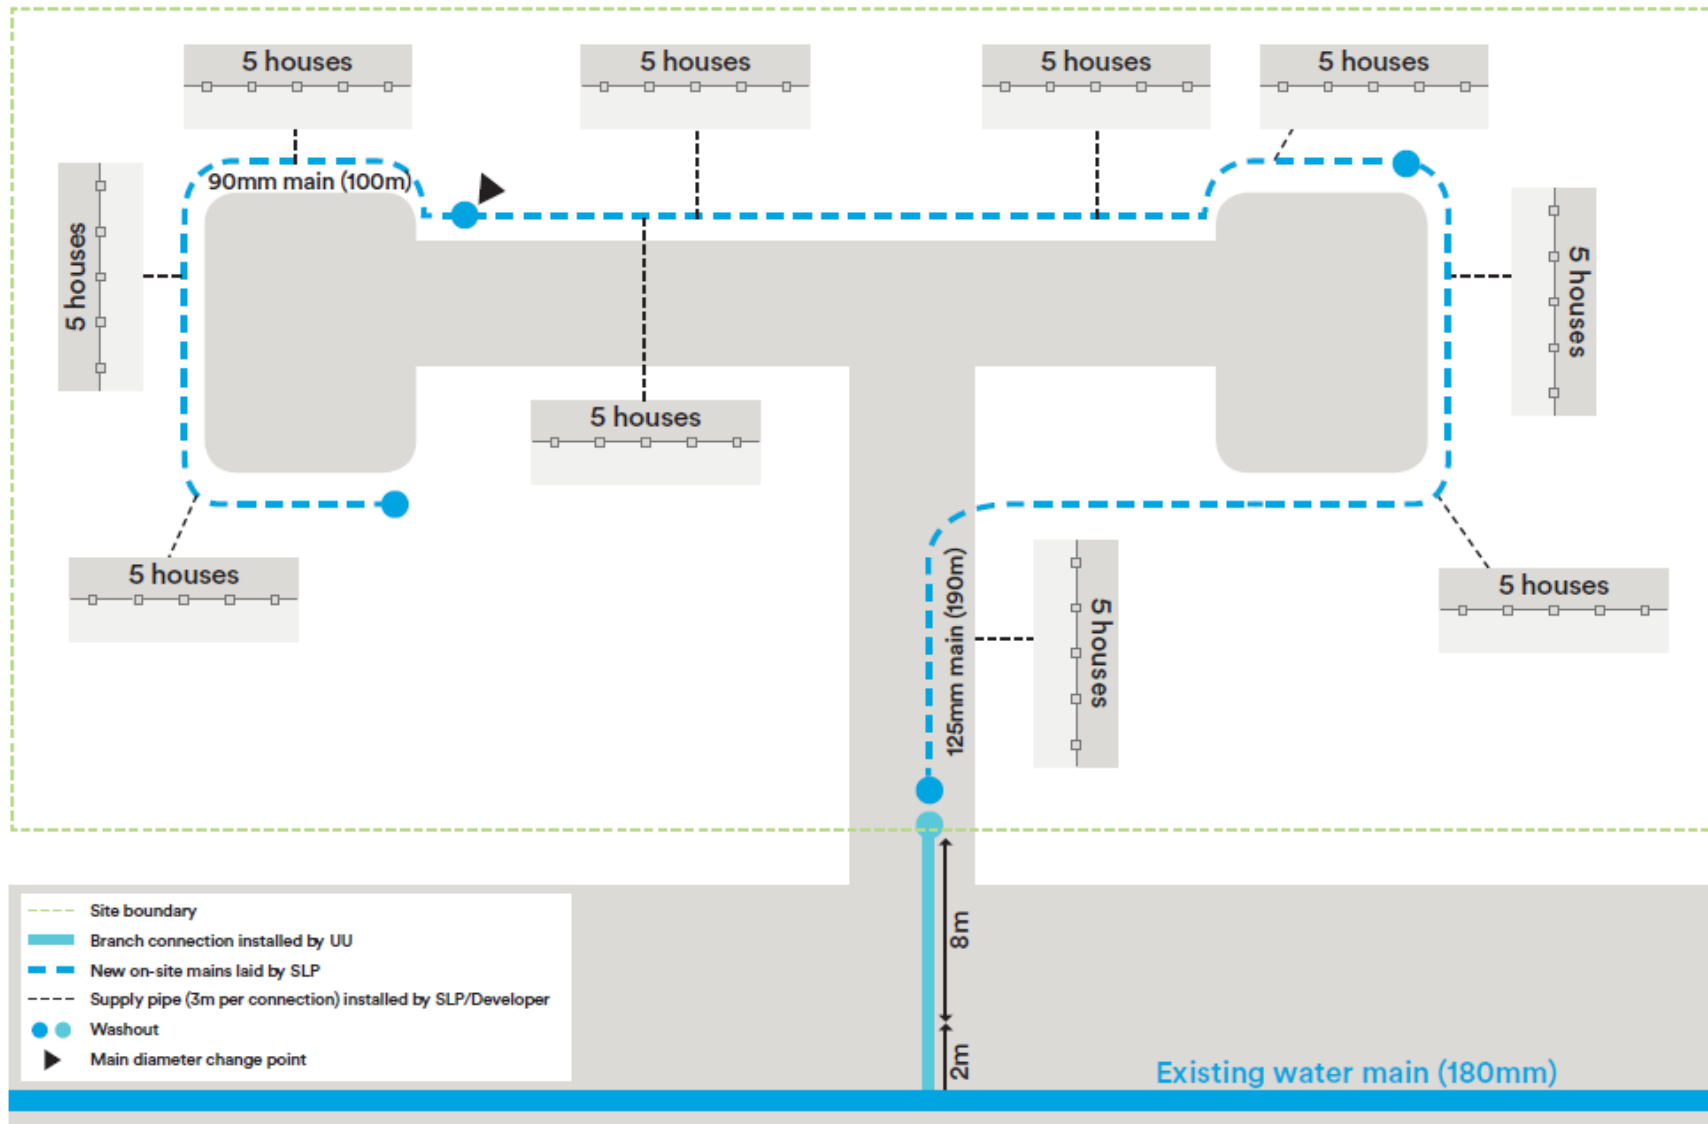 5 houses
5 houses
5 houses
5 houses
90mm main (100m)
5 houses
5 houses
5 houses
5 houses
5 houses
125mm main (190m)
5 houses
Site boundary
Branch connection installed by UU
New on-site mains laid by SLP
Supply pipe (3m per connection) installed by SLP/Developer
Washout
Main diameter change point
8m
2m
Existing water main (180mm)